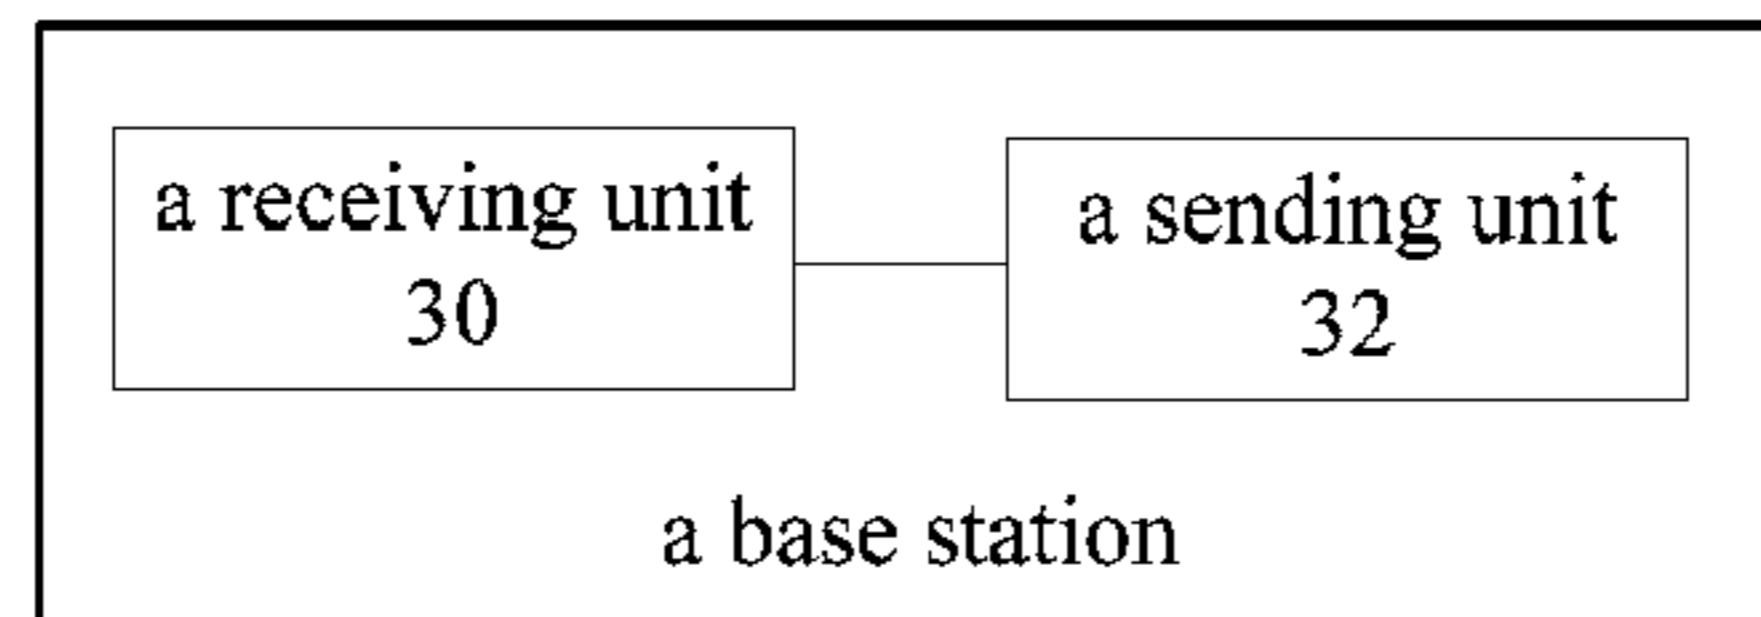 a receiving unit
30
a sending unit
32
a base station